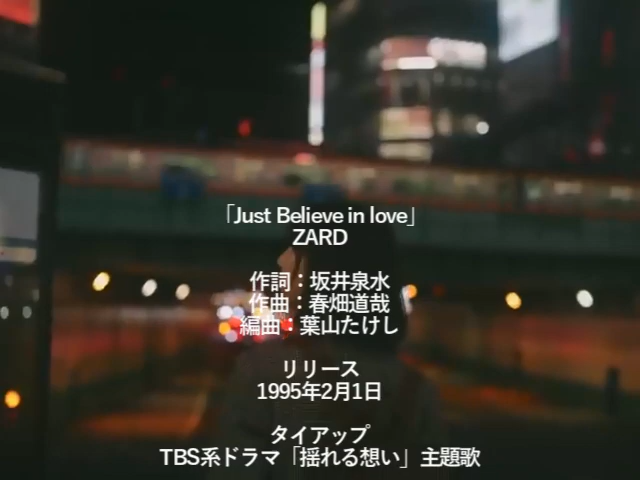 「Just Believe in love」
ZARD
作詞：坂井泉水
作曲：春畑道哉
編曲：葉山たけし
リリース
1995年2月1日
タイアップ
TBS系ドラマ「揺れる想い」主題歌